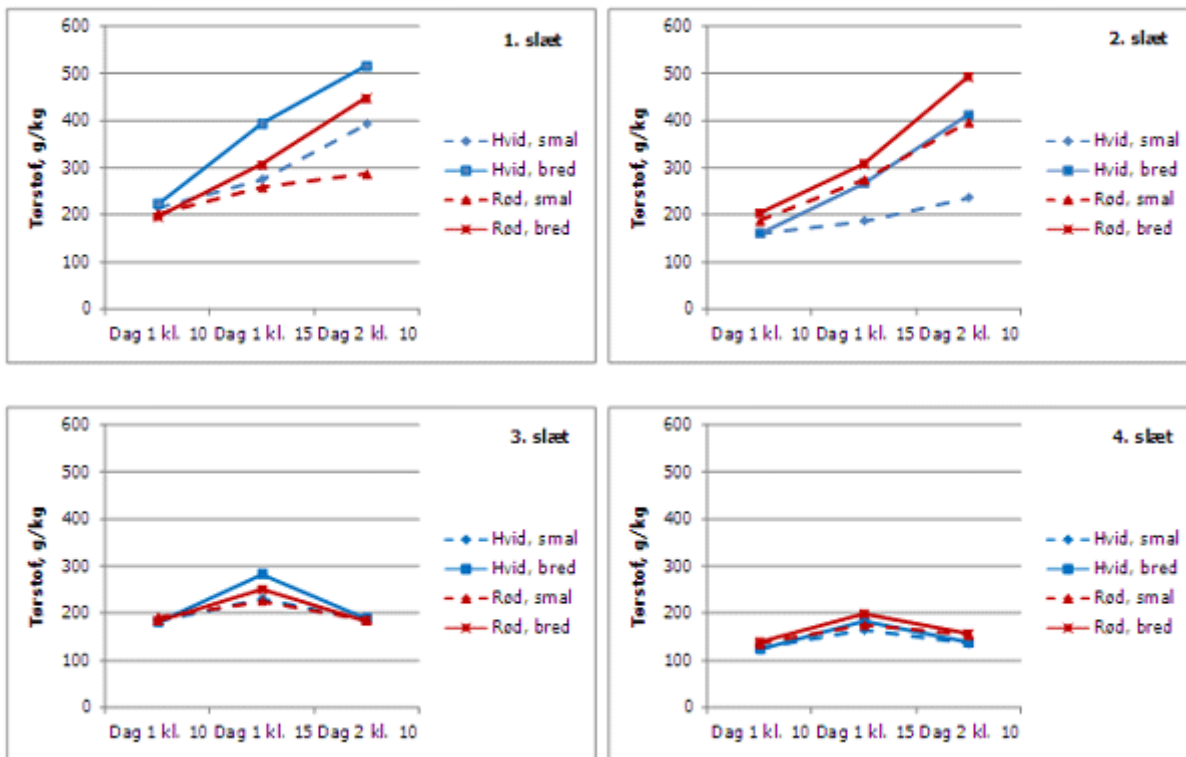 1. slæt
Tørstof, g/kg
600
500
400
300
200
100
0
Dag 1 kl. 10 Dag 1 kl. 15 Dag 2 kl. 10
Hvid, smal
Hvid, bred
Rød, smal
Rød, bred
2. slæt
Tørstof, g/kg
600
500
400
300
200
100
0
Dag 1 kl. 10 Dag 1 kl. 15 Dag 2 kl. 10
Hvid, smal
Hvid, bred
Rød, smal
Rød, bred
3. slæt
Tørstof, g/kg
600
500
400
300
200
100
0
Dag 1 kl. 10 Dag 1 kl. 15 Dag 2 kl. 10
Hvid, smal
Hvid, bred
Rød, smal
Rød, bred
4. slæt
Tørstof, g/kg
600
500
400
300
200
100
0
Dag 1 kl. 10 Dag 1 kl. 15 Dag 2 kl. 10
Hvid, smal
Hvid, bred
Rød, smal
Rød, bred